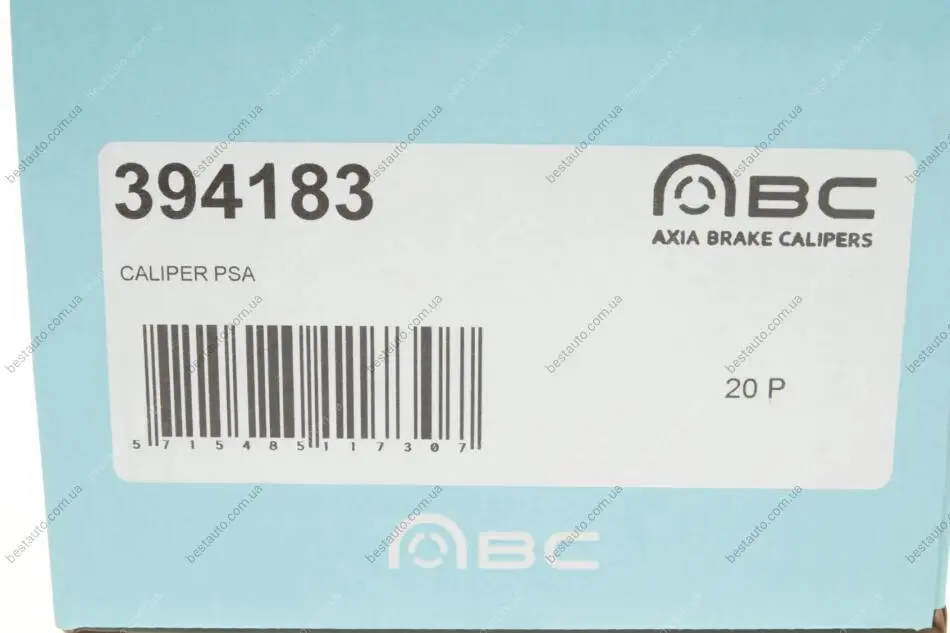 394183
ABC
AXIA BRAKE CALIPERS
CALIPER PSA
20 P
5 715485 117307
ABC
bestauto.com.ua